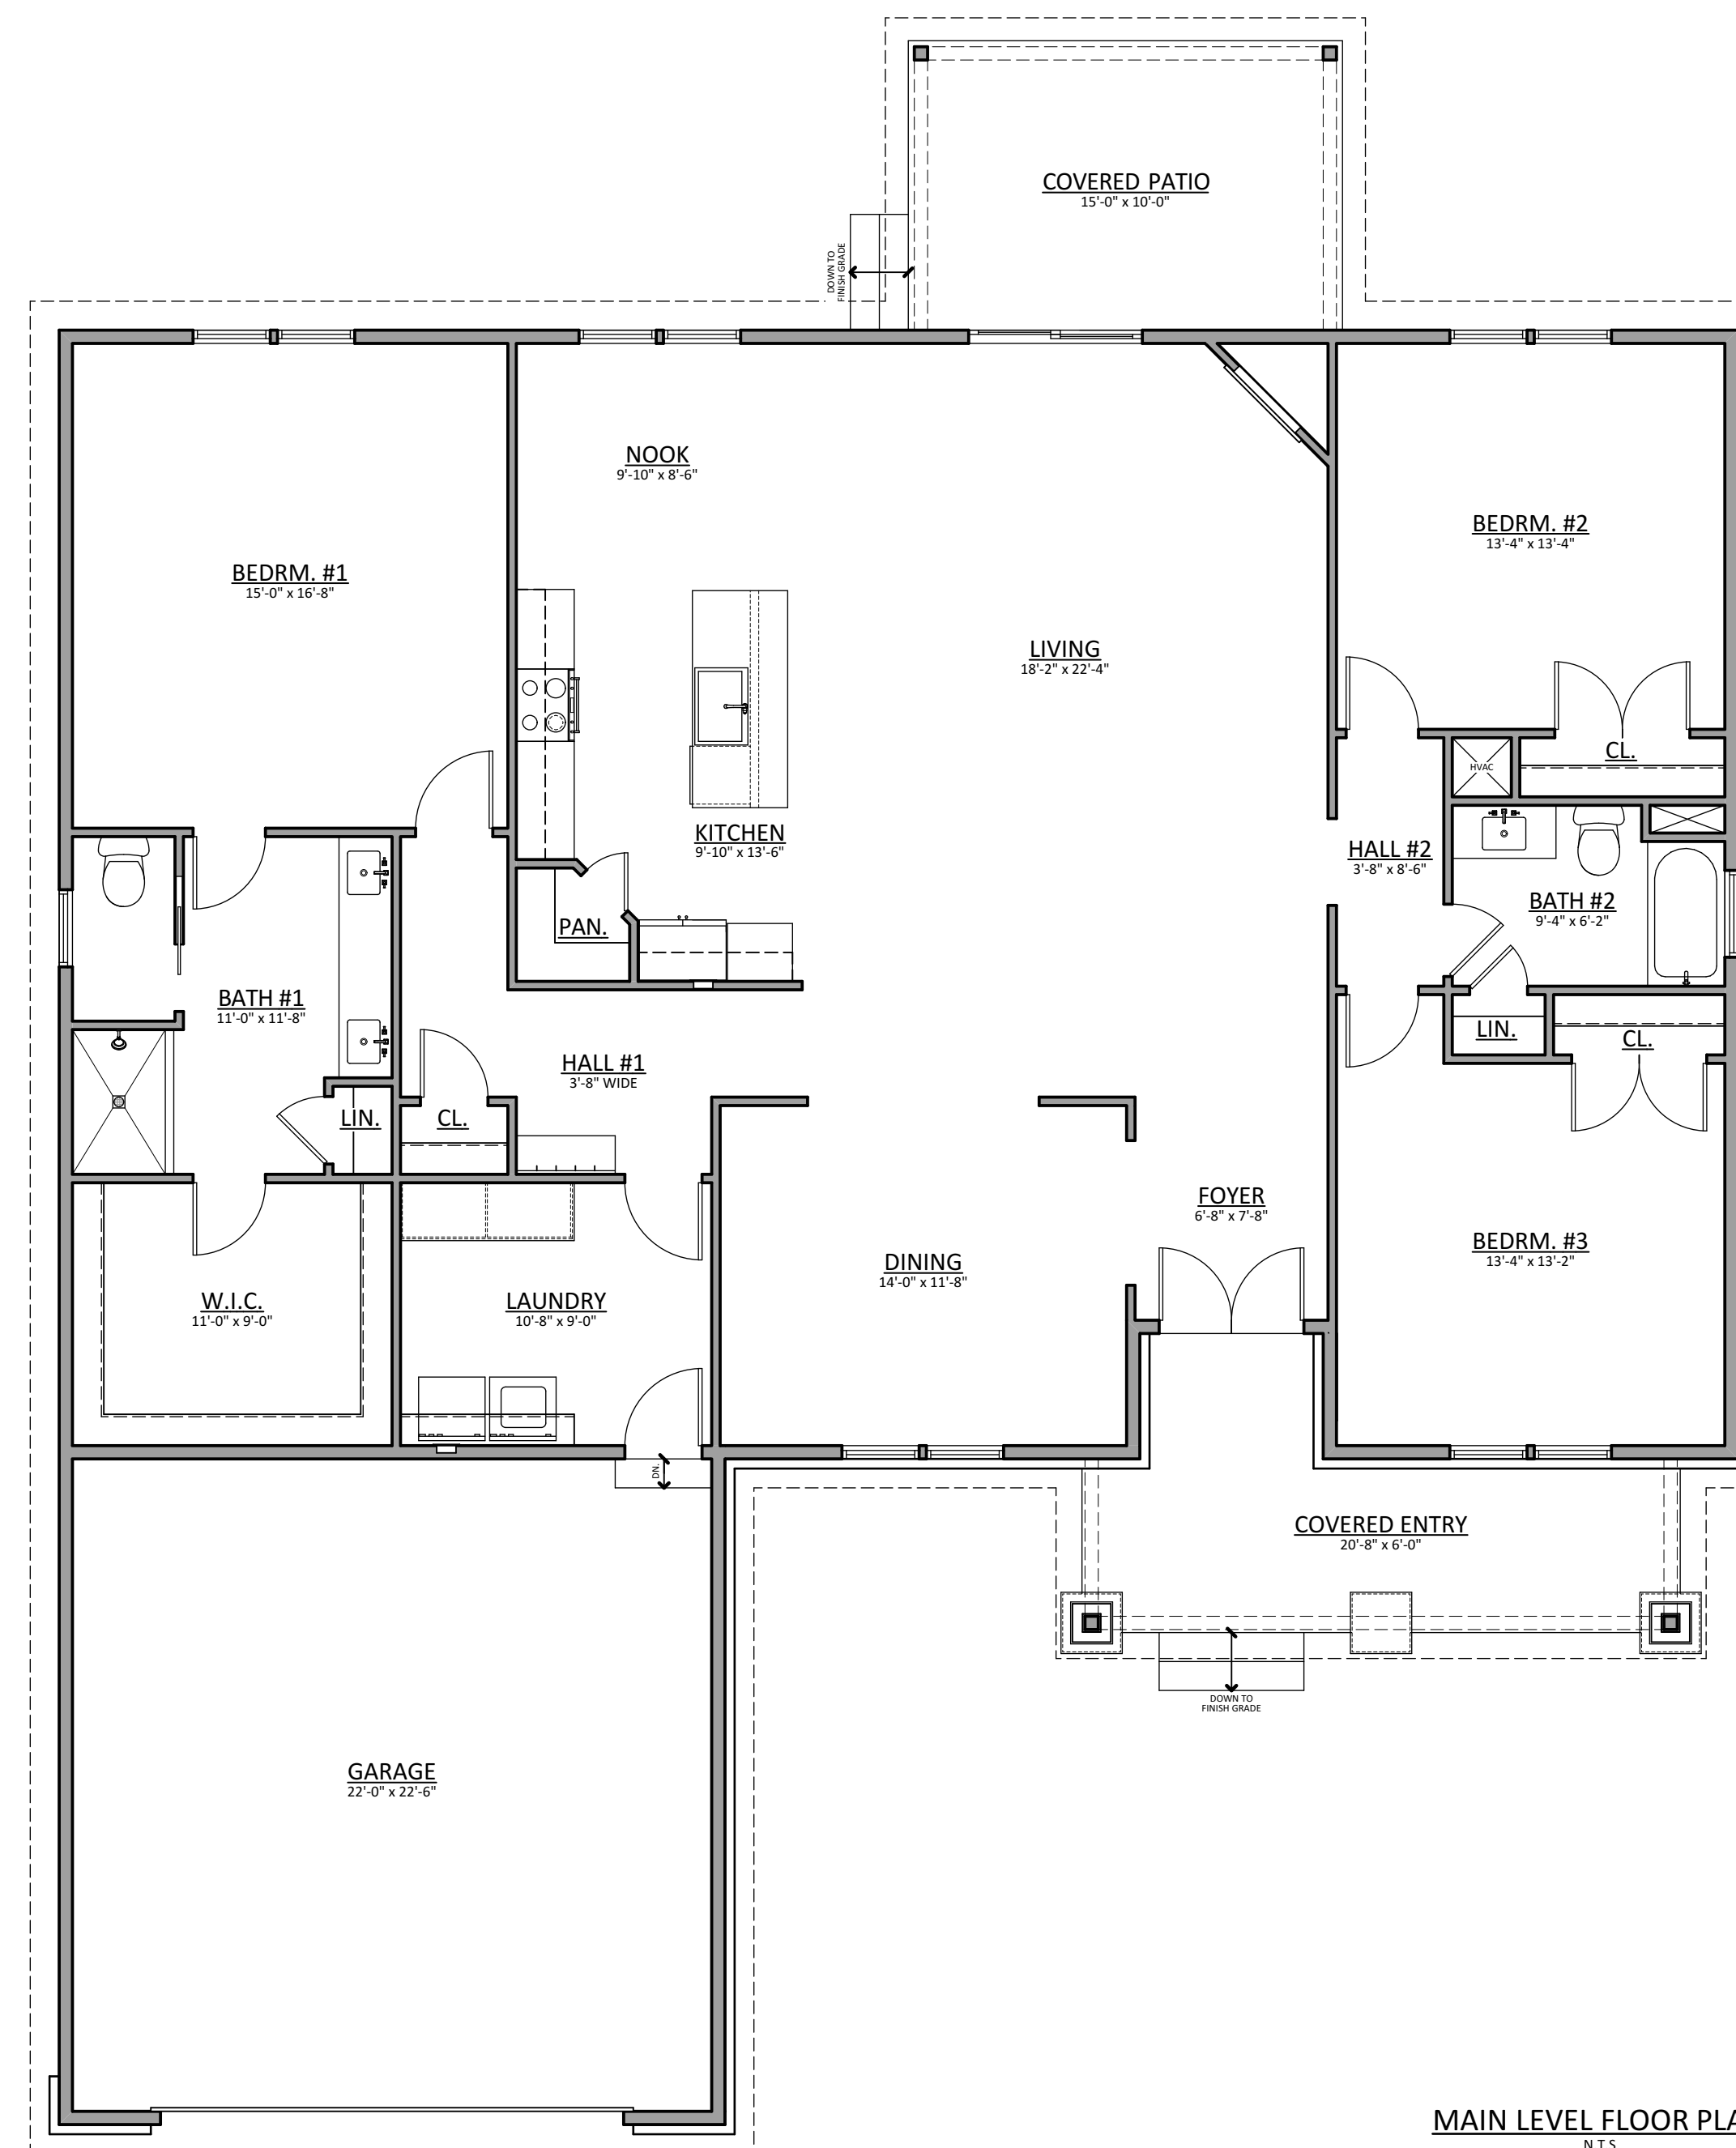 COVERED PATIO
15'-0" x 10'-0"
DOWN TO
FINISH GRADE
NOOK
9'-10" x 8'-6"
BEDRM. #2
13'-4" x 13'-4"
BEDRM. #1
15'-0" x 16'-8"
LIVING
18'-2" x 22'-4"
CL.
HVAC
KITCHEN
9'-10" x 13'-6"
HALL #2
3'-8" x 8'-6"
BATH #2
9'-4" x 6'-2"
PAN.
BATH #1
11'-0" x 11'-8"
LIN.
CL.
HALL #1
3'-8" WIDE
LIN.
CL.
FOYER
6'-8" x 7'-8"
BEDRM. #3
13'-4" x 13'-2"
DINING
14'-0" x 11'-8"
W.I.C.
11'-0" x 9'-0"
LAUNDRY
10'-8" x 9'-0"
DN.
COVERED ENTRY
20'-8" x 6'-0"
DOWN TO
FINISH GRADE
GARAGE
22'-0" x 22'-6"
MAIN LEVEL FLOOR PLA
N.T.S.